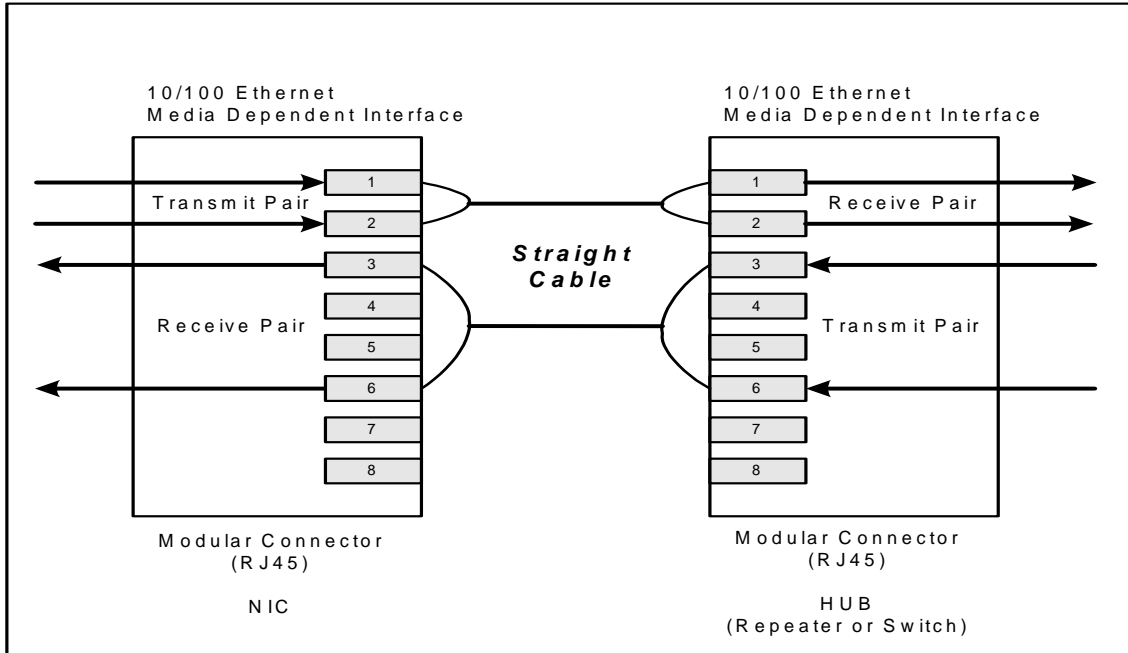 10/100 Ethernet
Media Dependent Interface
1
Transmit Pair
2
3
4
Receive Pair
5
6
7
8
Modular Connector
(RJ45)
NIC
Straight
Cable
10/100 Ethernet
Media Dependent Interface
1
Receive Pair
2
3
4
Transmit Pair
5
6
7
8
Modular Connector
(RJ45)
HUB
(Repeater or Switch)